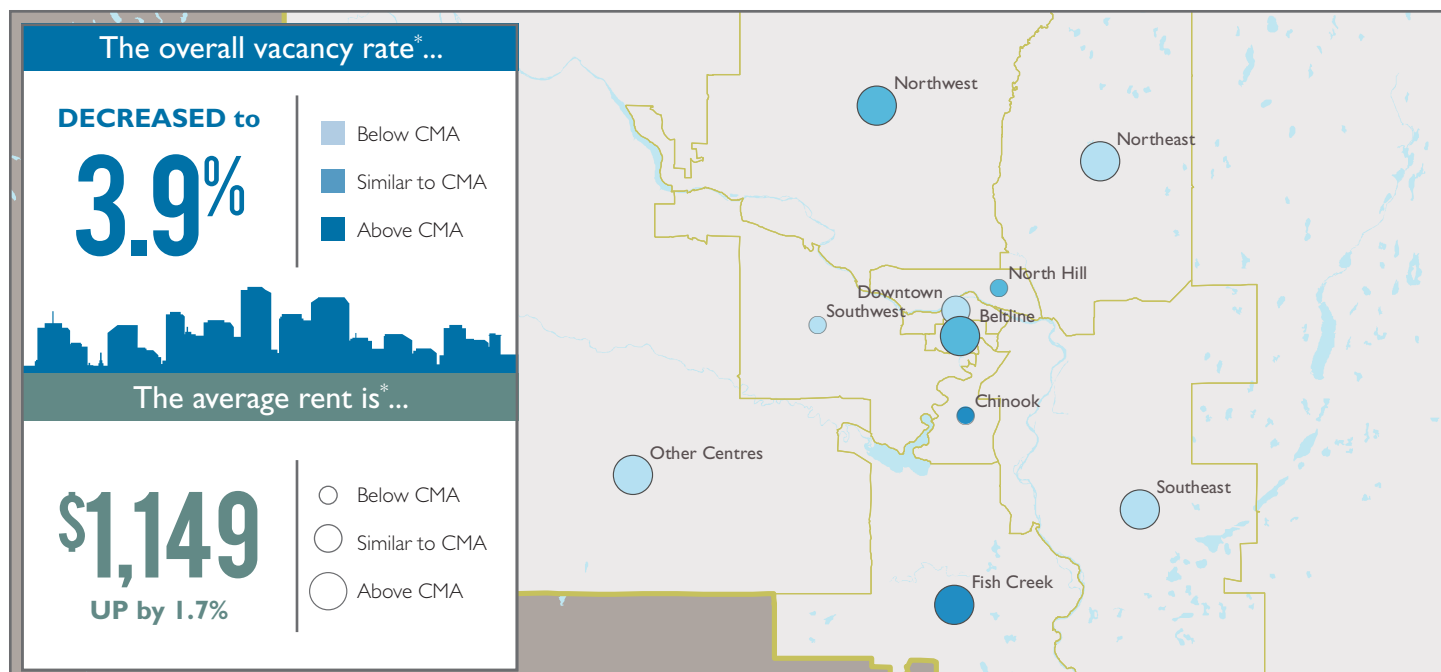 The overall vacancy rate*...
DECREASED to
3.9%
Below CMA
Similar to CMA
Above CMA
The average rent is*...
$1,149
UP by 1.7%
Below CMA
Similar to CMA
Above CMA
Northwest
Northeast
North Hill
Downtown
Southwest
Beltline
Chinook
Other Centres
Southeast
Fish Creek